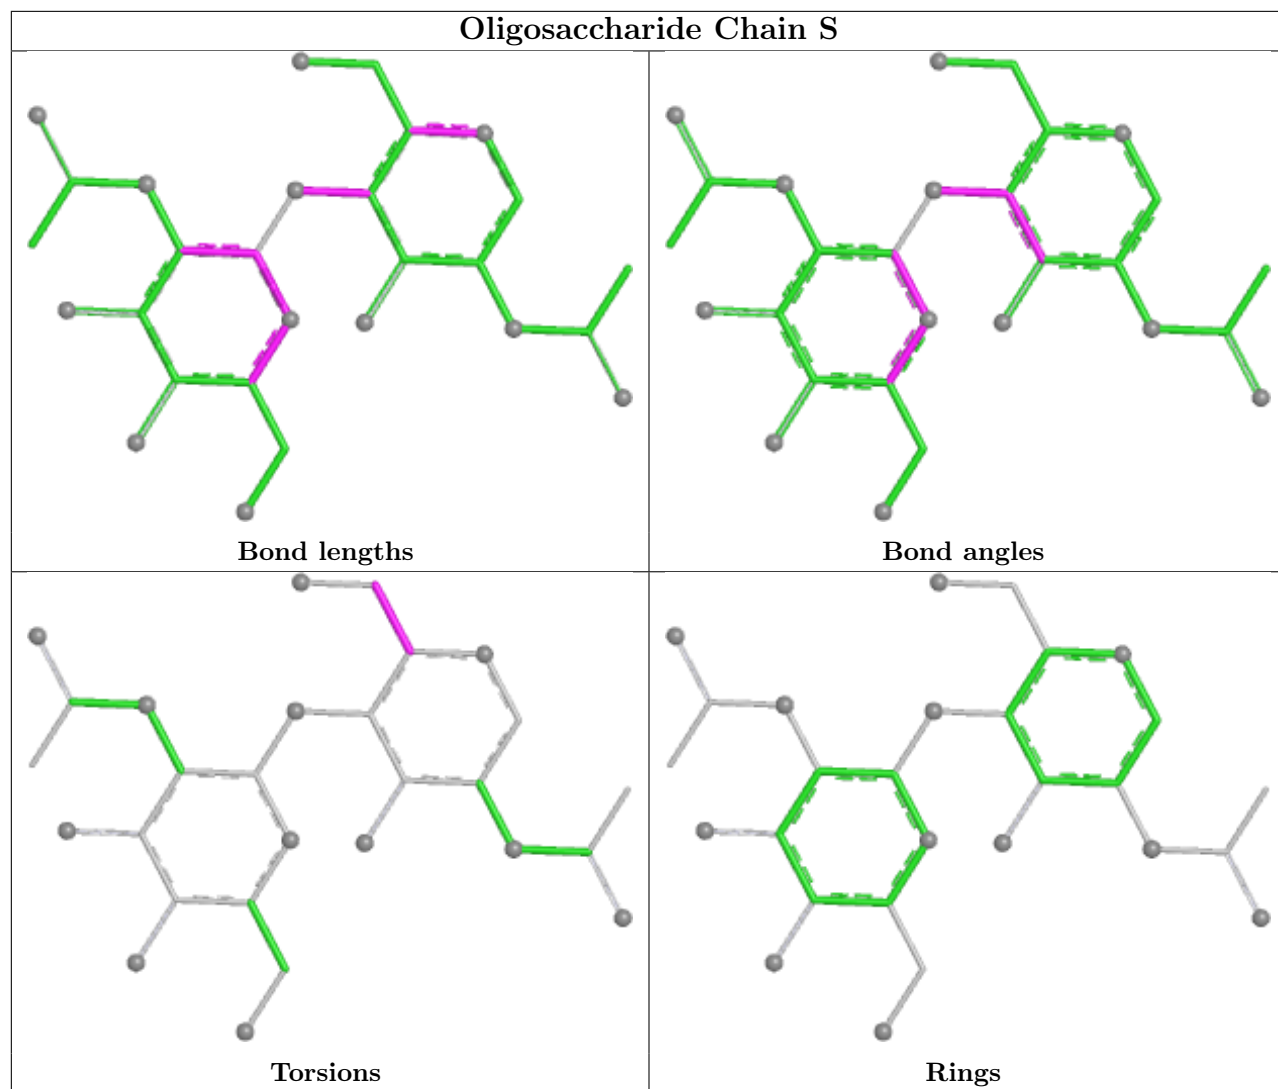 Oligosaccharide Chain S
Bond lengths
Bond angles
Torsions
Rings